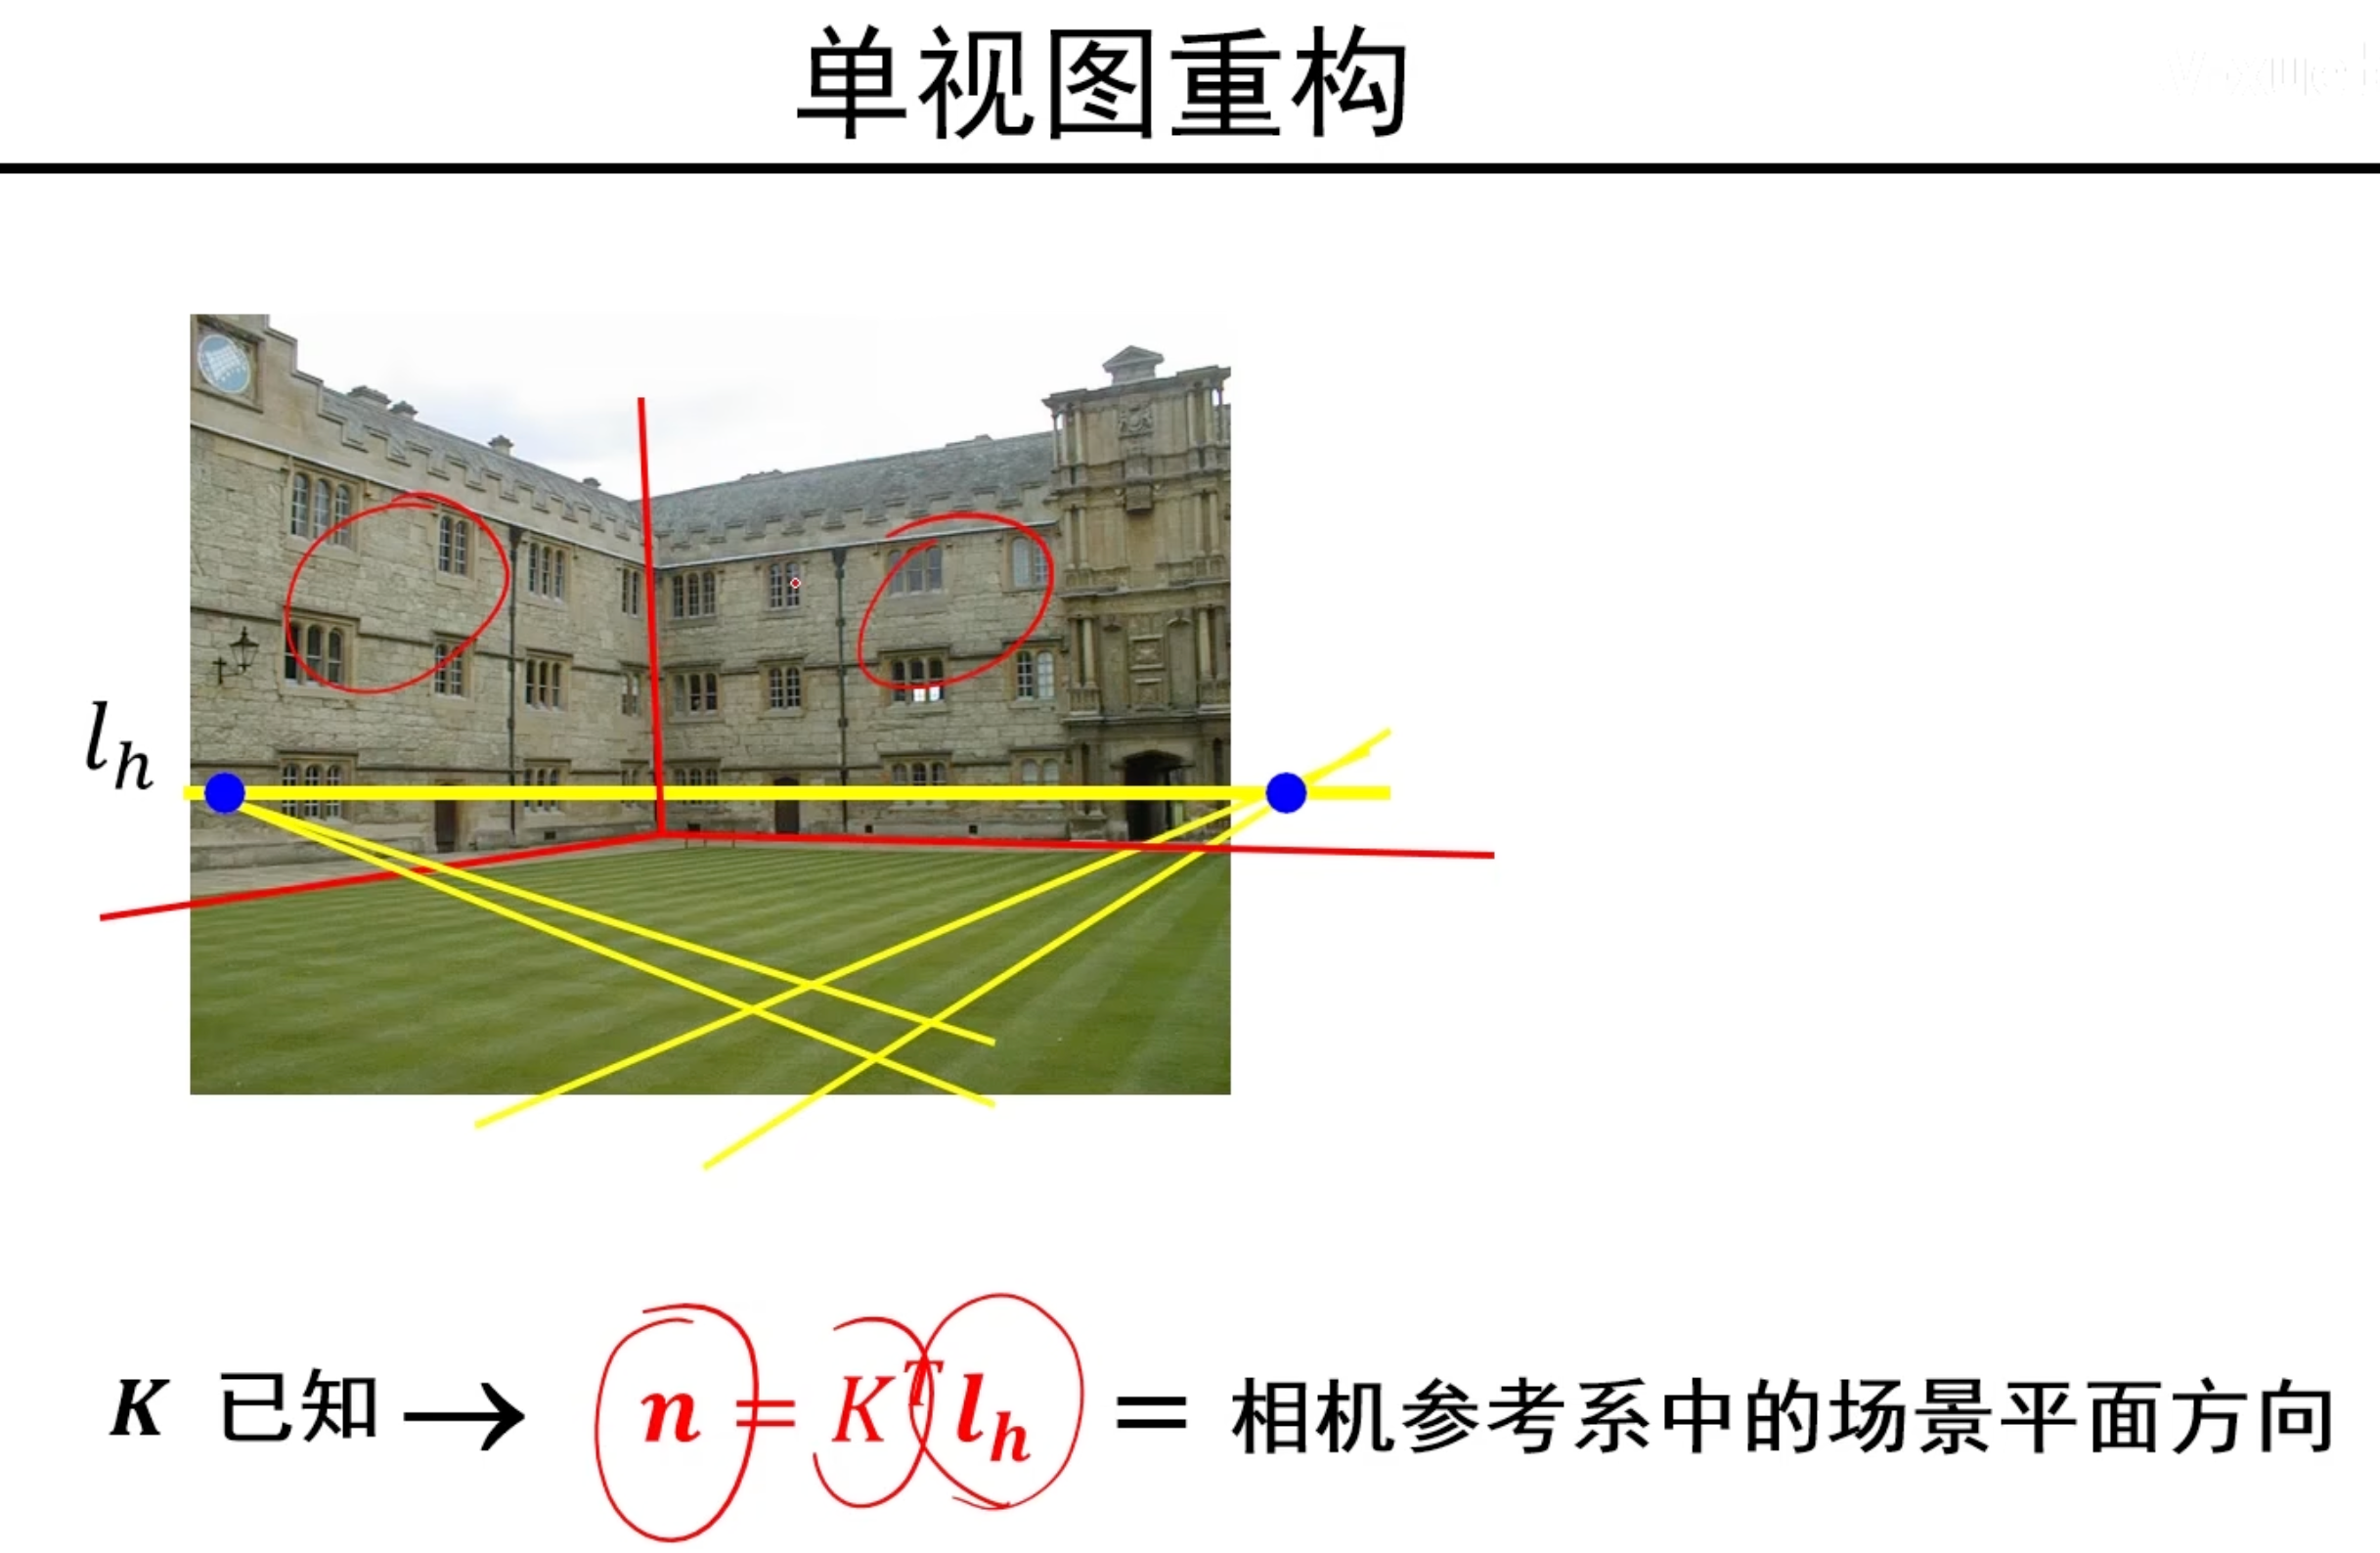 单视图重构
l_h
K 已知 → n = K^T l_h = 相机参考系中的场景平面方向